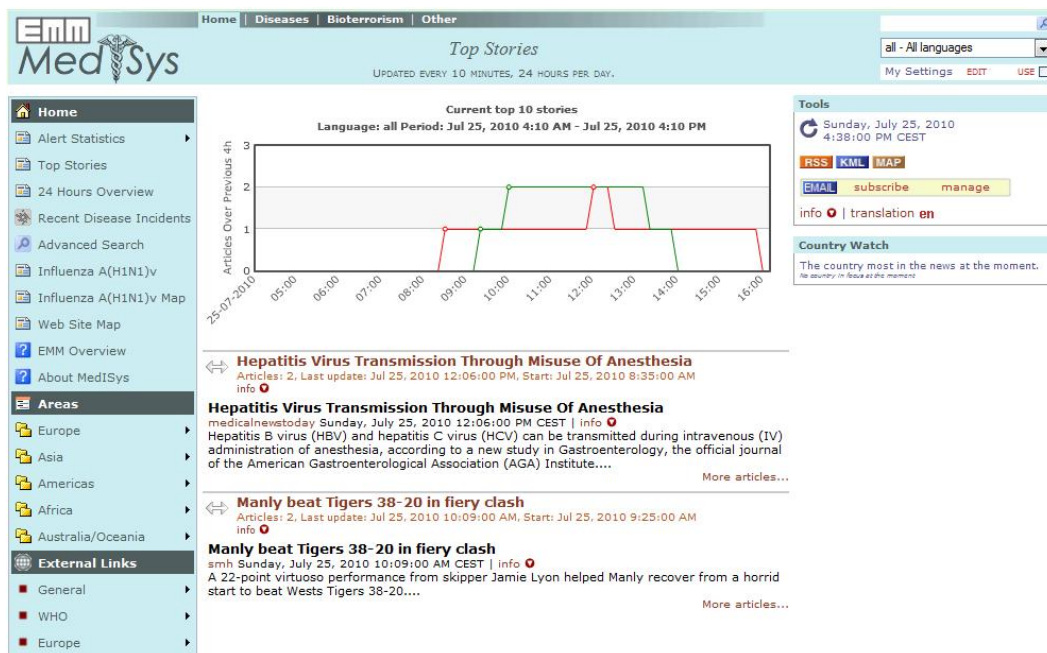 EMM
MedISys
Home | Diseases | Bioterrorism | Other
Top Stories
UPDATED EVERY 10 MINUTES, 24 HOURS PER DAY.
all - All languages
My Settings EDIT USE
Home
Alert Statistics
Top Stories
24 Hours Overview
Recent Disease Incidents
Advanced Search
Influenza A(H1N1)v
Influenza A(H1N1)v Map
Web Site Map
EMM Overview
About MedISys
Areas
Europe
Asia
Americas
Africa
Australia/Oceania
External Links
General
WHO
Europe
Current top 10 stories
Language: all Period: Jul 25, 2010 4:10 AM - Jul 25, 2010 4:10 PM
Articles Over Previous 4h
3
2
1
0
25-07-2010 05:00 06:00 07:00 08:00 09:00 10:00 11:00 12:00 13:00 14:00 15:00 16:00
Hepatitis Virus Transmission Through Misuse Of Anesthesia
Articles: 2, Last update: Jul 25, 2010 12:06:00 PM, Start: Jul 25, 2010 8:35:00 AM
info
Hepatitis Virus Transmission Through Misuse Of Anesthesia
medicalnewstoday Sunday, July 25, 2010 12:06:00 PM CEST | info
Hepatitis B virus (HBV) and hepatitis C virus (HCV) can be transmitted during intravenous (IV)
administration of anesthesia, according to a new study in Gastroenterology, the official journal
of the American Gastroenterological Association (AGA) Institute....
More articles...
Manly beat Tigers 38-20 in fiery clash
Articles: 2, Last update: Jul 25, 2010 10:09:00 AM, Start: Jul 25, 2010 9:25:00 AM
info
Manly beat Tigers 38-20 in fiery clash
smh Sunday, July 25, 2010 10:09:00 AM CEST | info
A 22-point virtuoso performance from skipper Jamie Lyon helped Manly recover from a horrid
start to beat Wests Tigers 38-20....
More articles...
Tools
Sunday, July 25, 2010
4:38:00 PM CEST
RSS KML MAP
EMAIL subscribe manage
info | translation en
Country Watch
The country most in the news at the moment.
No country in focus at the moment